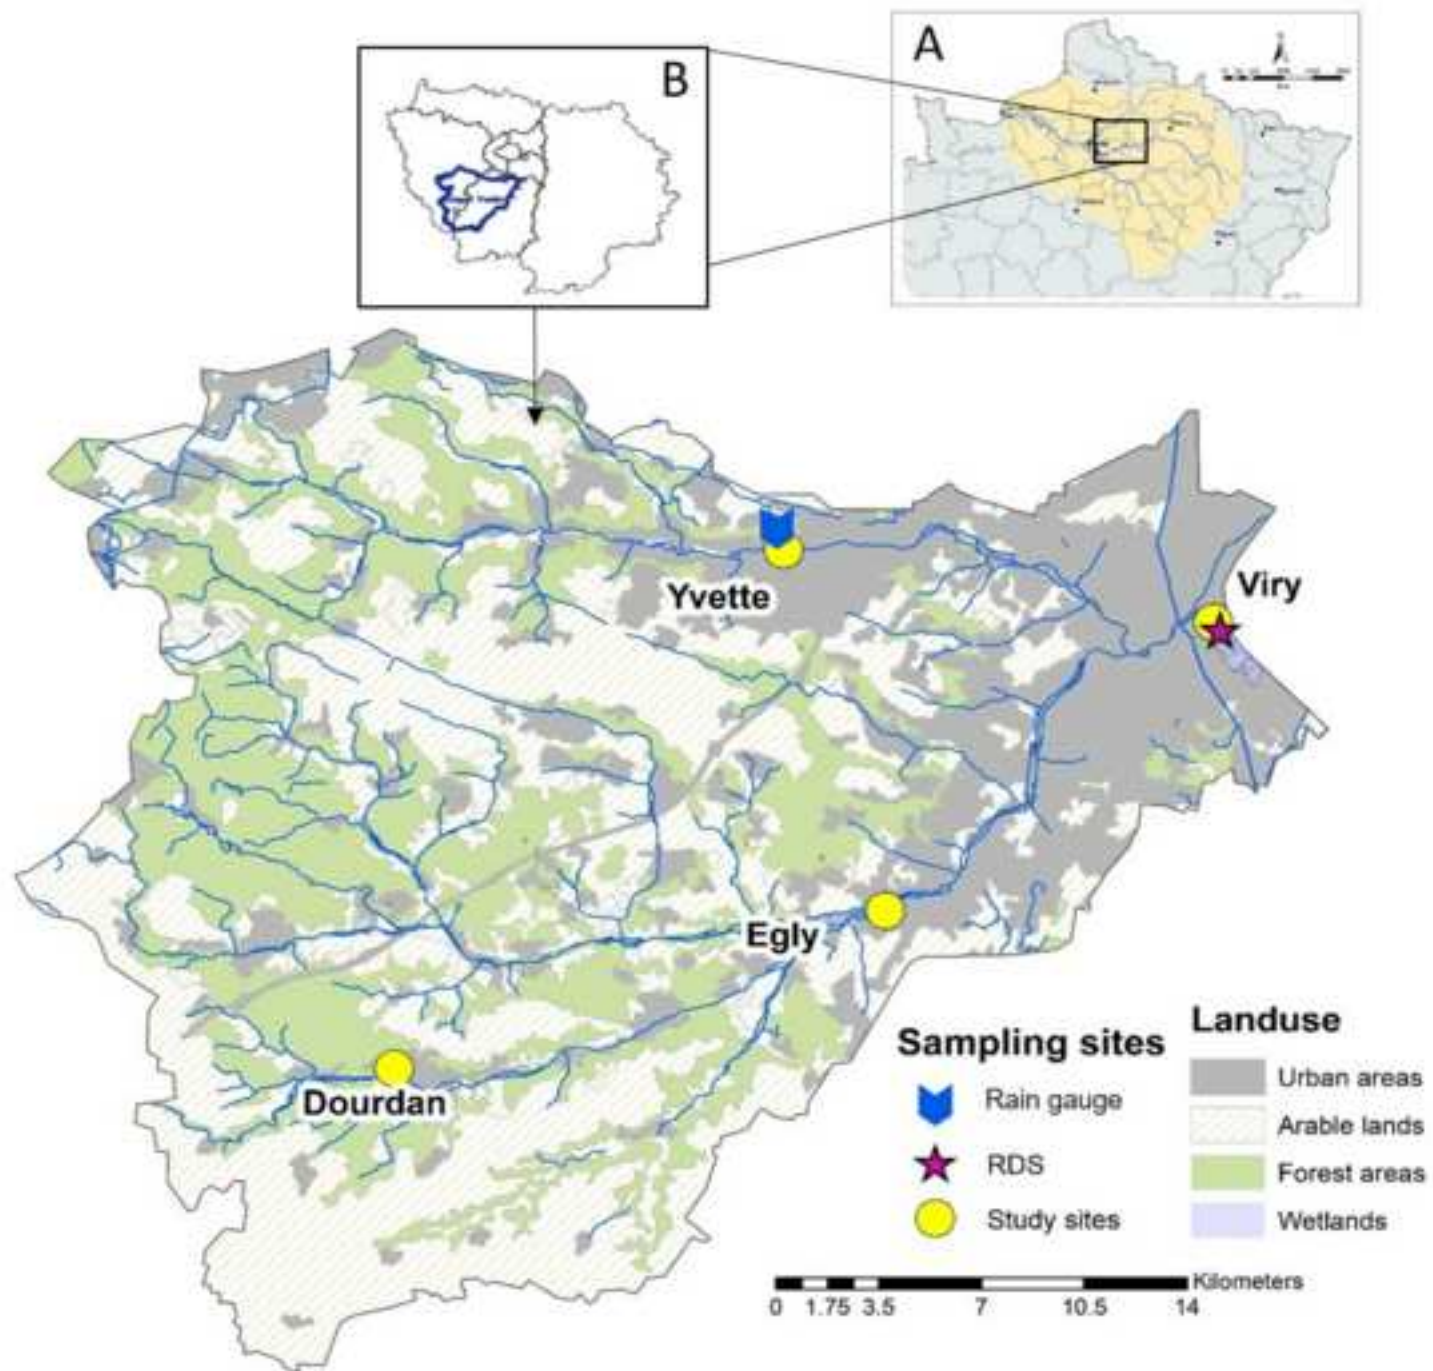 B
A
Yvette
Viry
Egly
Dourdan
Sampling sites
Rain gauge
RDS
Study sites
Landuse
Urban areas
Arable lands
Forest areas
Wetlands
Kilometers
0 1.75 3.5 7 10.5 14